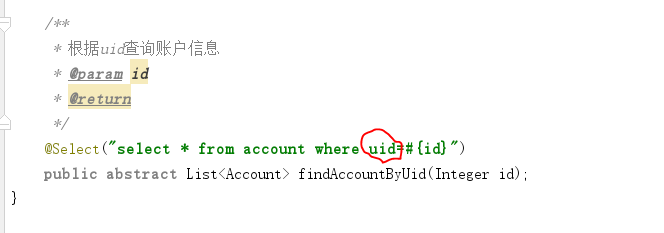 /**
* 根据uid查询账户信息
* @param id
* @return
*/
@Select("select * from account where uid=#{id}")
public abstract List<Account> findAccountByUid(Integer id);
}